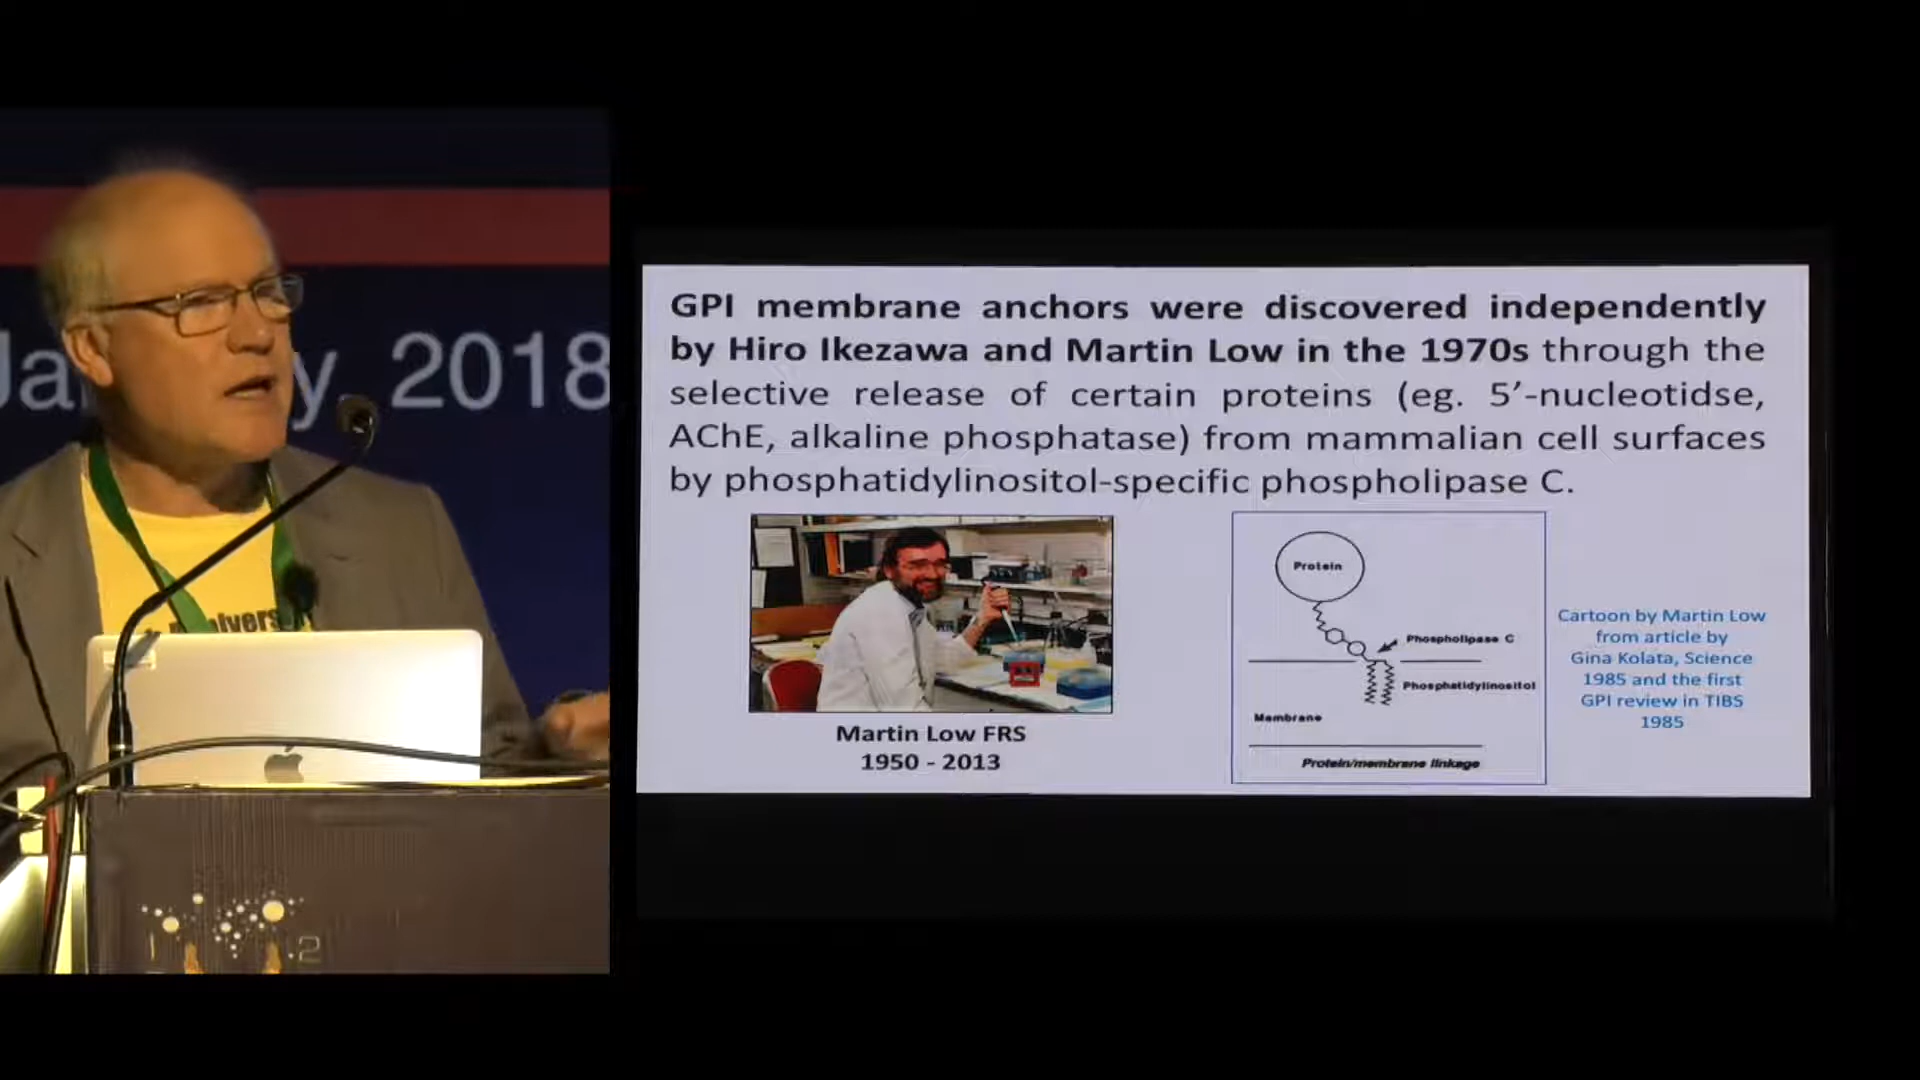 2018
GPI membrane anchors were discovered independently
by Hiro Ikezawa and Martin Low in the 1970s through the
selective release of certain proteins (eg. 5’-nucleotidse,
AChE, alkaline phosphatase) from mammalian cell surfaces
by phosphatidylinositol-specific phospholipase C.
Protein
Phospholipase C
Phosphatidylinositol
Membrane
Protein/membrane linkage
Cartoon by Martin Low
from article by
Gina Kolata, Science
1985 and the first
GPI review in TIBS
1985
Martin Low FRS
1950 - 2013